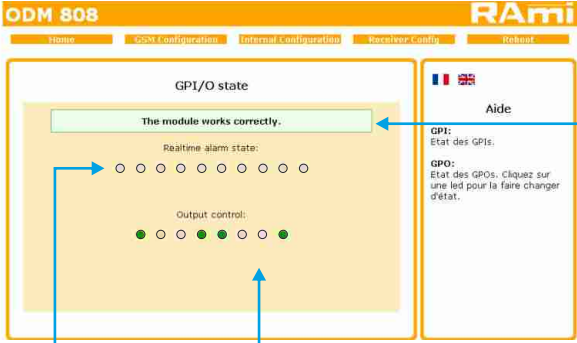 ODM 808
RAmi
Home GSM Configuration Internal Configuration Receiver Config Reboot
GPI/O state
The module works correctly.
Realtime alarm state:
Output control:
Aide
GPI:
Etat des GPIs.
GPO:
Etat des GPOs. Cliquez sur
une led pour la faire changer
d'état.